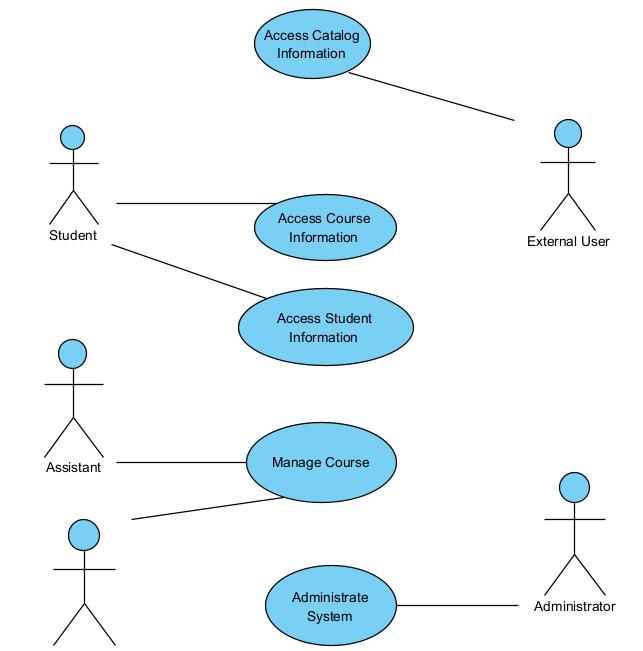 Access Catalog
Information
Student
Access Course
Information
External User
Access Student
Information
Assistant
Manage Course
Administrate
System
Administrator